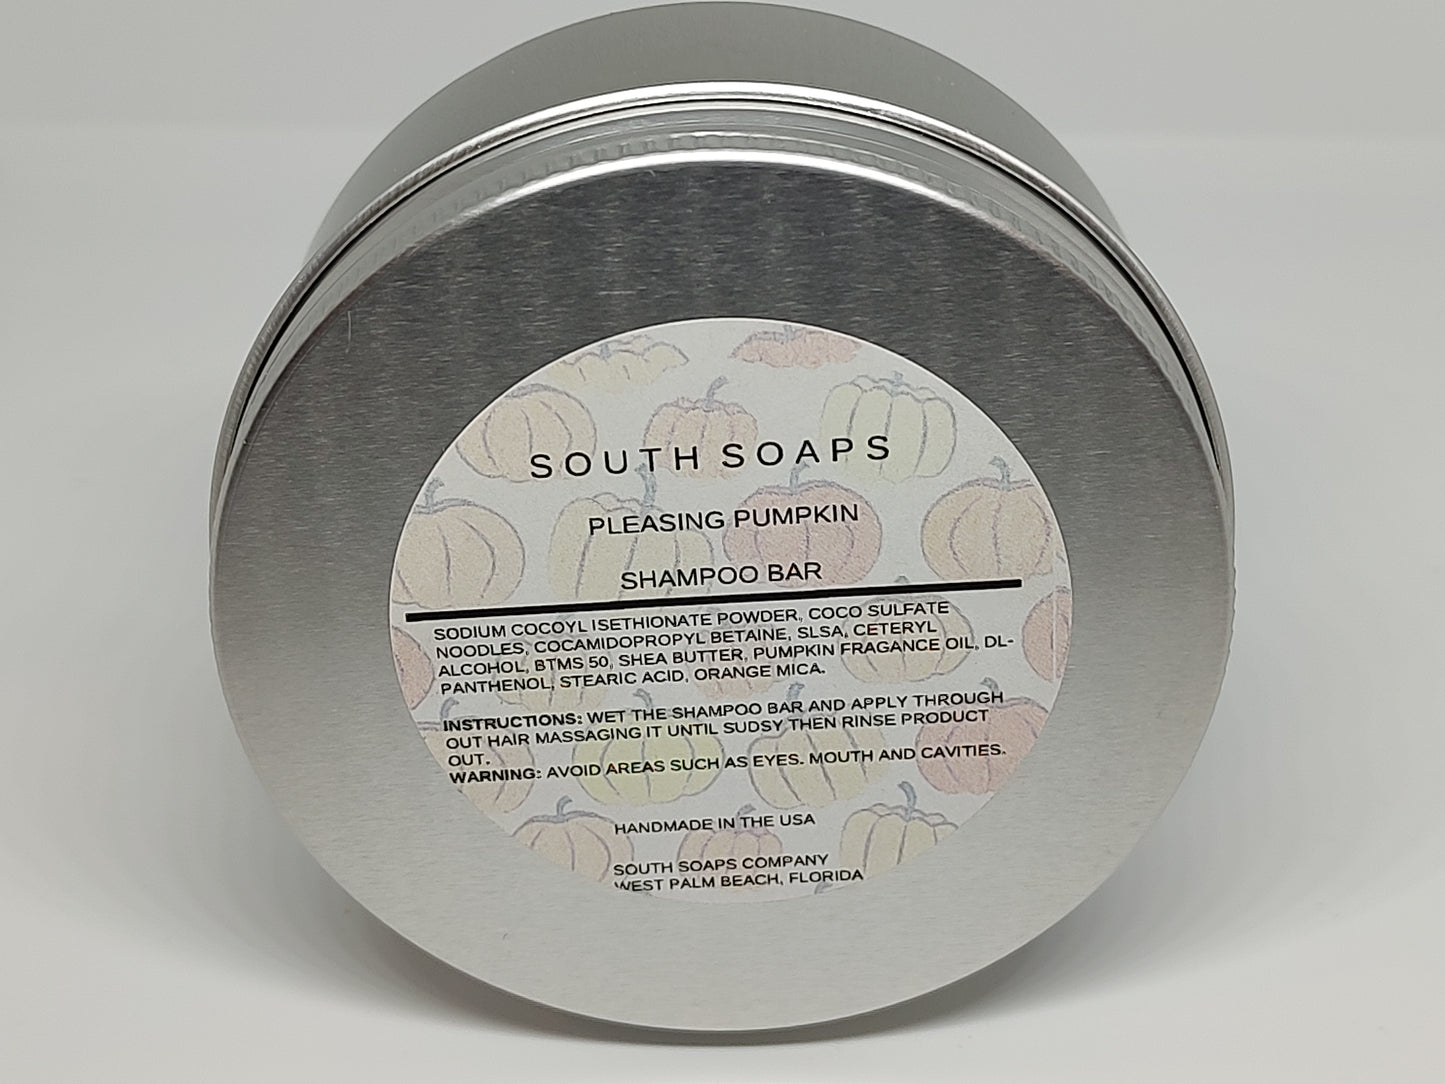 SOUTH SOAPS
PLEASING PUMPKIN
SHAMPOO BAR
SODIUM COCOYL ISETHIONATE POWDER, COCO SULFATE
NOODLES, COCAMIDOPROPYL BETAINE, SLSA, CETERYL
ALCOHOL, BTMS 50, SHEA BUTTER, PUMPKIN FRAGANCE OIL, DL-
PANTHENOL, STEARIC ACID, ORANGE MICA.
INSTRUCTIONS: WET THE SHAMPOO BAR AND APPLY THROUGH
OUT HAIR MASSAGING IT UNTIL SUDSY THEN RINSE PRODUCT
OUT.
WARNING: AVOID AREAS SUCH AS EYES. MOUTH AND CAVITIES.
HANDMADE IN THE USA
SOUTH SOAPS COMPANY
WEST PALM BEACH, FLORIDA